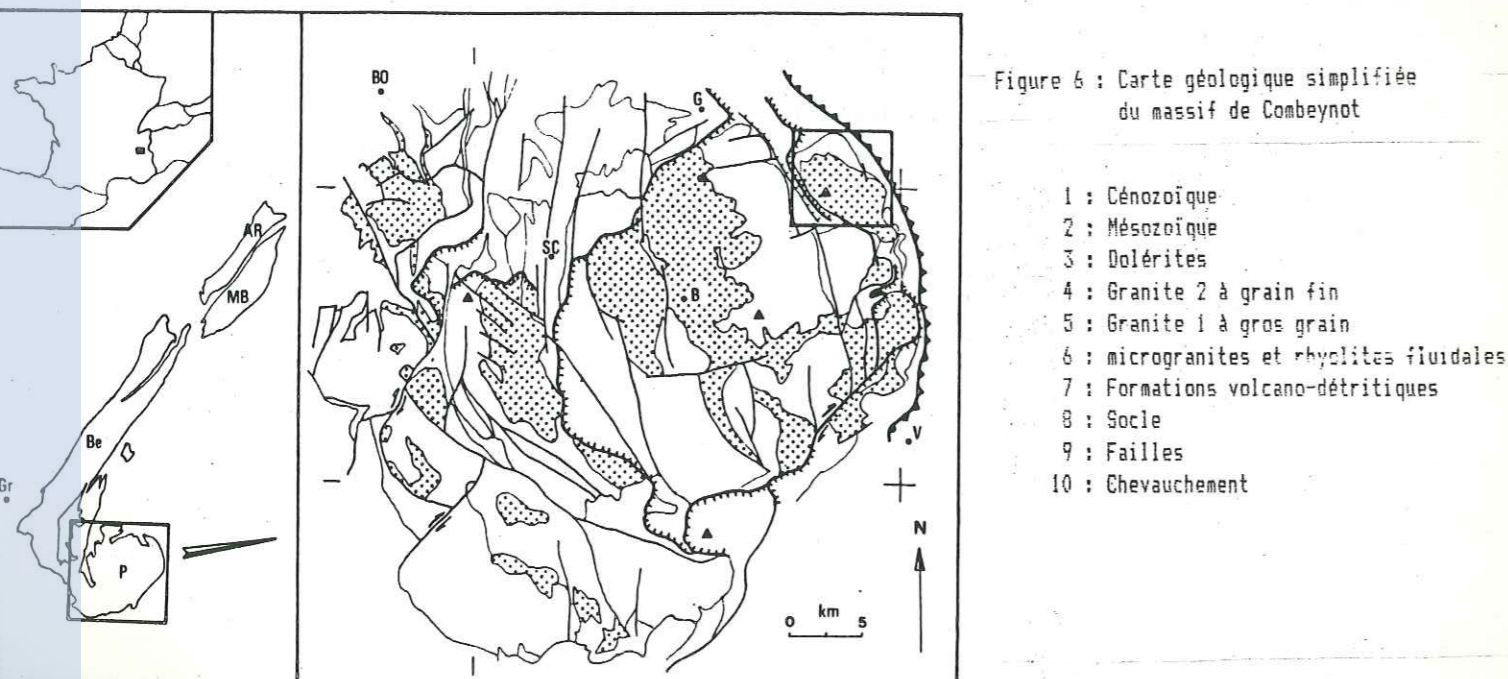 BO
G
SC
B
V
N
km
0 5
AR
MB
Be
Gr
P
Figure 6 : Carte géologique simplifiée
du massif de Combeynot
1 : Cénozoïque
2 : Mésozoïque
3 : Dolérites
4 : Granite 2 à grain fin
5 : Granite 1 à gros grain
6 : microgranites et rhyolites fluidales
7 : Formations volcano-détritiques
8 : Socle
9 : Failles
10 : Chevauchement